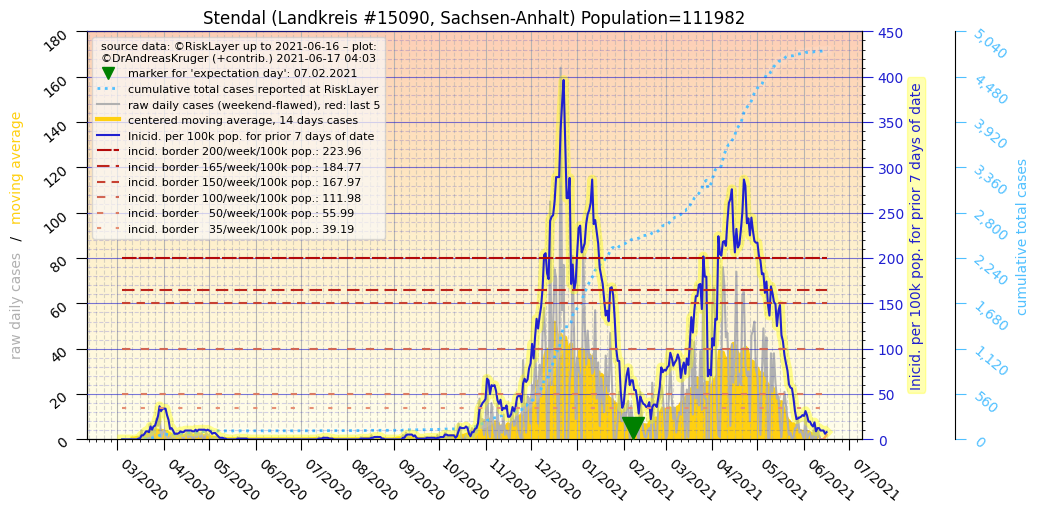 Stendal (Landkreis #15090, Sachsen-Anhalt) Population=111982
source data: ©RiskLayer up to 2021-06-16 – plot:
©DrAndreasKruger (+contrib.) 2021-06-17 04:03
marker for 'expectation day': 07.02.2021
cumulative total cases reported at RiskLayer
raw daily cases (weekend-flawed), red: last 5
centered moving average, 14 days cases
Inicid. per 100k pop. for prior 7 days of date
incid. border 200/week/100k pop.: 223.96
incid. border 165/week/100k pop.: 184.77
incid. border 150/week/100k pop.: 167.97
incid. border 100/week/100k pop.: 111.98
incid. border   50/week/100k pop.: 55.99
incid. border   35/week/100k pop.: 39.19
raw daily cases / moving average
180
160
140
120
100
80
60
40
20
0
03/2020
04/2020
05/2020
06/2020
07/2020
08/2020
09/2020
10/2020
11/2020
12/2020
01/2021
02/2021
03/2021
04/2021
05/2021
06/2021
07/2021
450
400
350
300
250
200
150
100
50
0
Inicid. per 100k pop. for prior 7 days of date
5,040
4,480
3,920
3,360
2,800
2,240
1,680
1,120
560
0
cumulative total cases